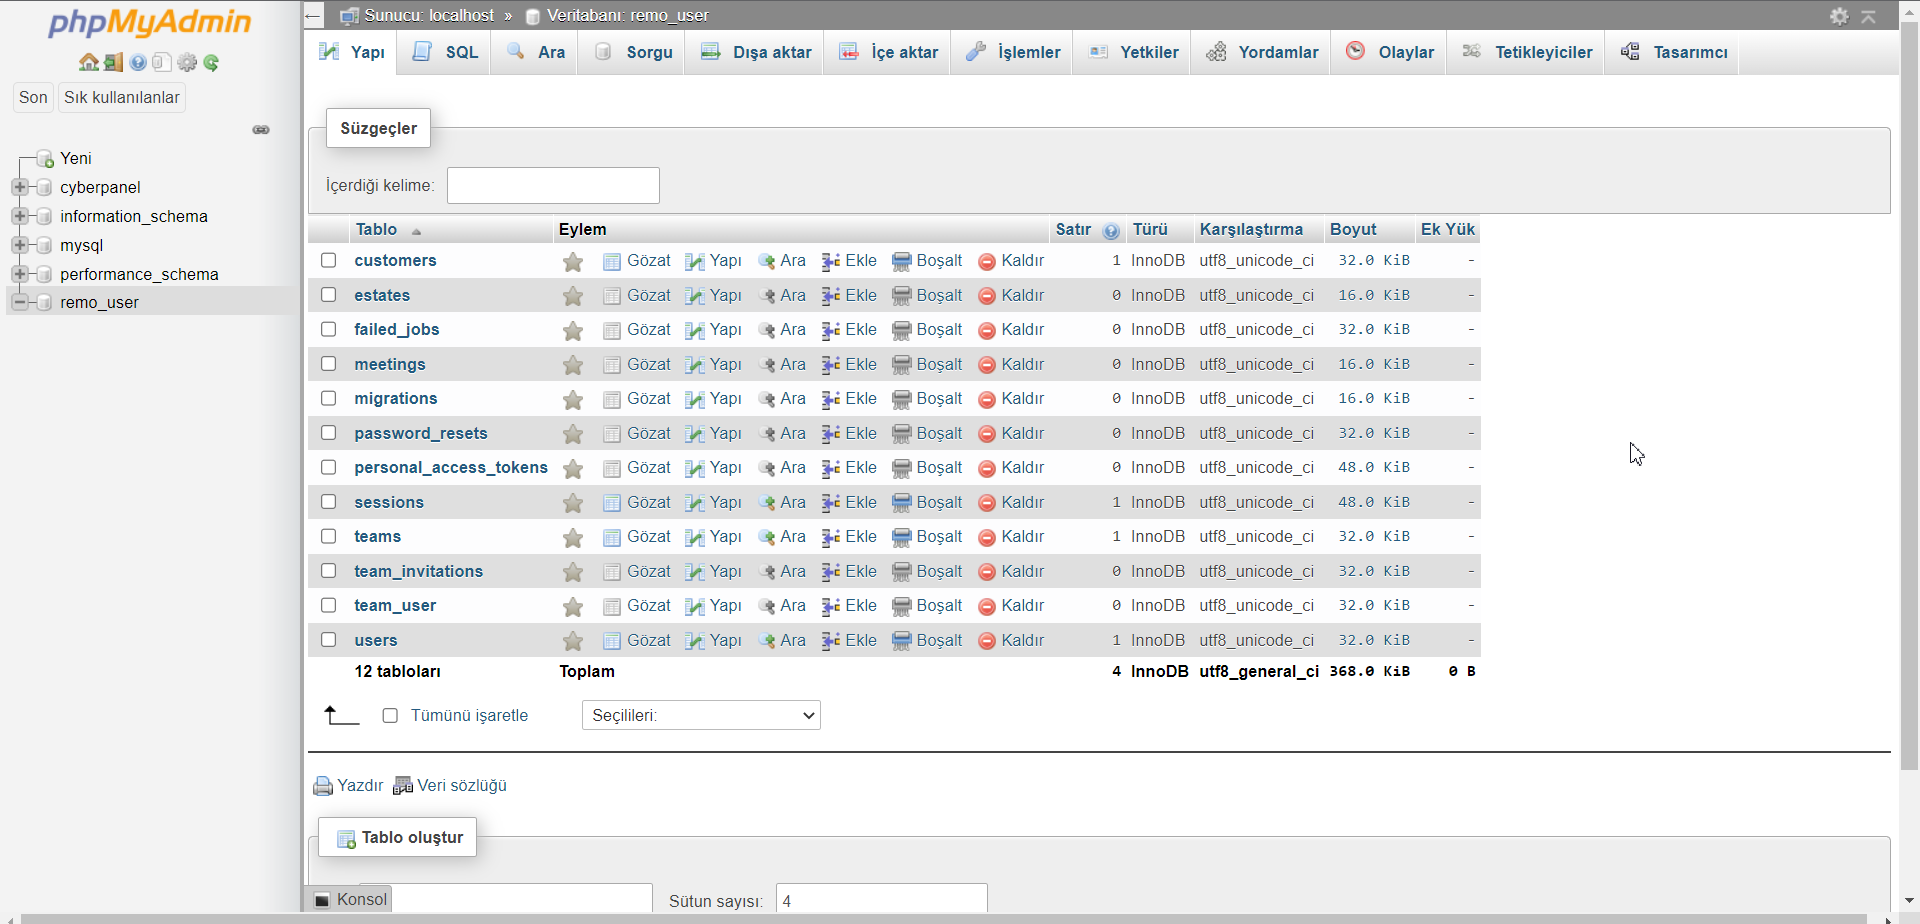 phpMyAdmin
Son Sık kullanılanlar
Yeni
cyberpanel
information_schema
mysql
performance_schema
remo_user
Sunucu: localhost » Veritabanı: remo_user
Yapı SQL Ara Sorgu Dışa aktar İçe aktar İşlemler Yetkiler Yordamlar Olaylar Tetikleyiciler Tasarımcı
Süzgeçler
İçerdiği kelime:
Tablo Eylem Satır Türü Karşılaştırma Boyut Ek Yük
customers Gözat Yapı Ara Ekle Boşalt Kaldır 1 InnoDB utf8_unicode_ci 32.0 KiB -
estates Gözat Yapı Ara Ekle Boşalt Kaldır 0 InnoDB utf8_unicode_ci 16.0 KiB -
failed_jobs Gözat Yapı Ara Ekle Boşalt Kaldır 0 InnoDB utf8_unicode_ci 32.0 KiB -
meetings Gözat Yapı Ara Ekle Boşalt Kaldır 0 InnoDB utf8_unicode_ci 16.0 KiB -
migrations Gözat Yapı Ara Ekle Boşalt Kaldır 0 InnoDB utf8_unicode_ci 16.0 KiB -
password_resets Gözat Yapı Ara Ekle Boşalt Kaldır 0 InnoDB utf8_unicode_ci 32.0 KiB -
personal_access_tokens Gözat Yapı Ara Ekle Boşalt Kaldır 0 InnoDB utf8_unicode_ci 48.0 KiB -
sessions Gözat Yapı Ara Ekle Boşalt Kaldır 1 InnoDB utf8_unicode_ci 48.0 KiB -
teams Gözat Yapı Ara Ekle Boşalt Kaldır 1 InnoDB utf8_unicode_ci 32.0 KiB -
team_invitations Gözat Yapı Ara Ekle Boşalt Kaldır 0 InnoDB utf8_unicode_ci 32.0 KiB -
team_user Gözat Yapı Ara Ekle Boşalt Kaldır 0 InnoDB utf8_unicode_ci 32.0 KiB -
users Gözat Yapı Ara Ekle Boşalt Kaldır 1 InnoDB utf8_unicode_ci 32.0 KiB -
12 tabloları Toplam 4 InnoDB utf8_general_ci 368.0 KiB 0 B
Tümünü işaretle Seçilileri:
Yazdır Veri sözlüğü
Tablo oluştur
Konsol Sütun sayısı: 4